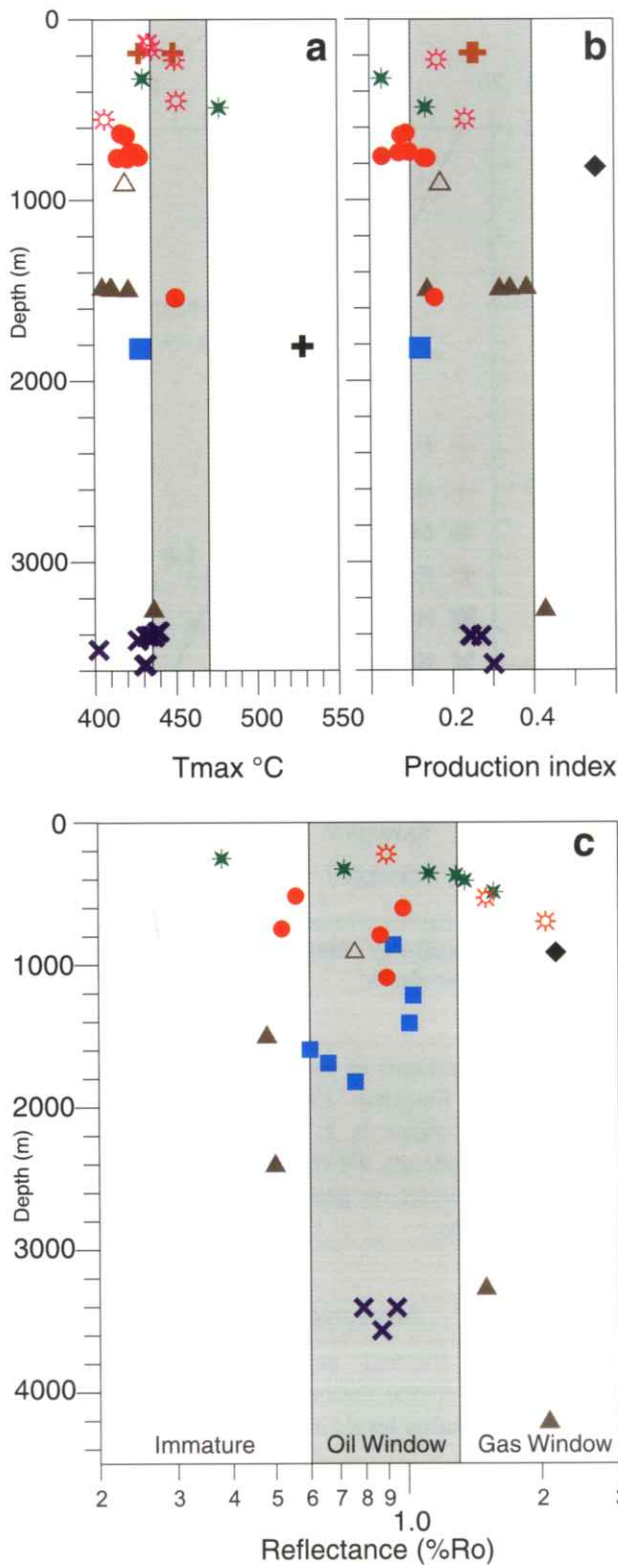 a
b
0
1000
2000
3000
Depth (m)
400 450 500 550
0.2 0.4
Tmax °C
Production index
c
0
1000
2000
3000
4000
Depth (m)
Immature Oil Window Gas Window
2 3 4 5 6 7 8 9 1.0 2 3
Reflectance (%Ro)